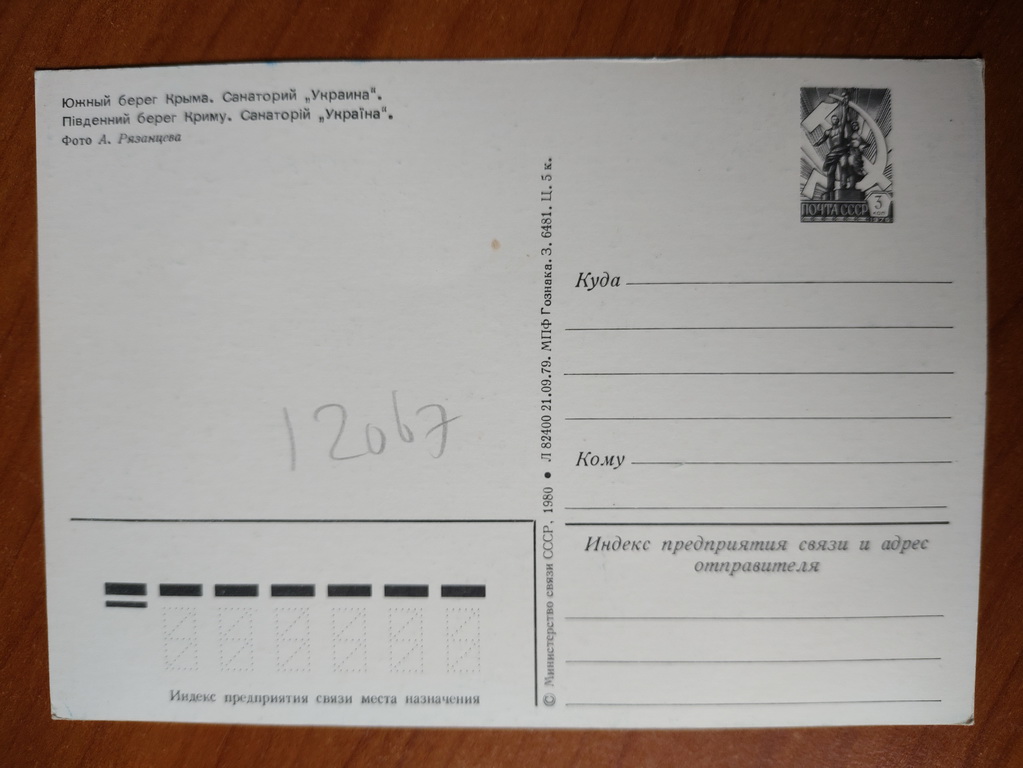 Южный берег Крыма. Санаторий „Украина".
Південний берег Криму. Санаторій „Україна".
Фото А. Рязанцева
ПОЧТА СССР 3 коп
12067
© Министерство связи СССР, 1980 • Л 82400 21.09.79. МПФ Гознака. З. 6481. Ц. 5 к.
Куда
Кому
Индекс предприятия связи и адрес
отправителя
Индекс предприятия связи места назначения